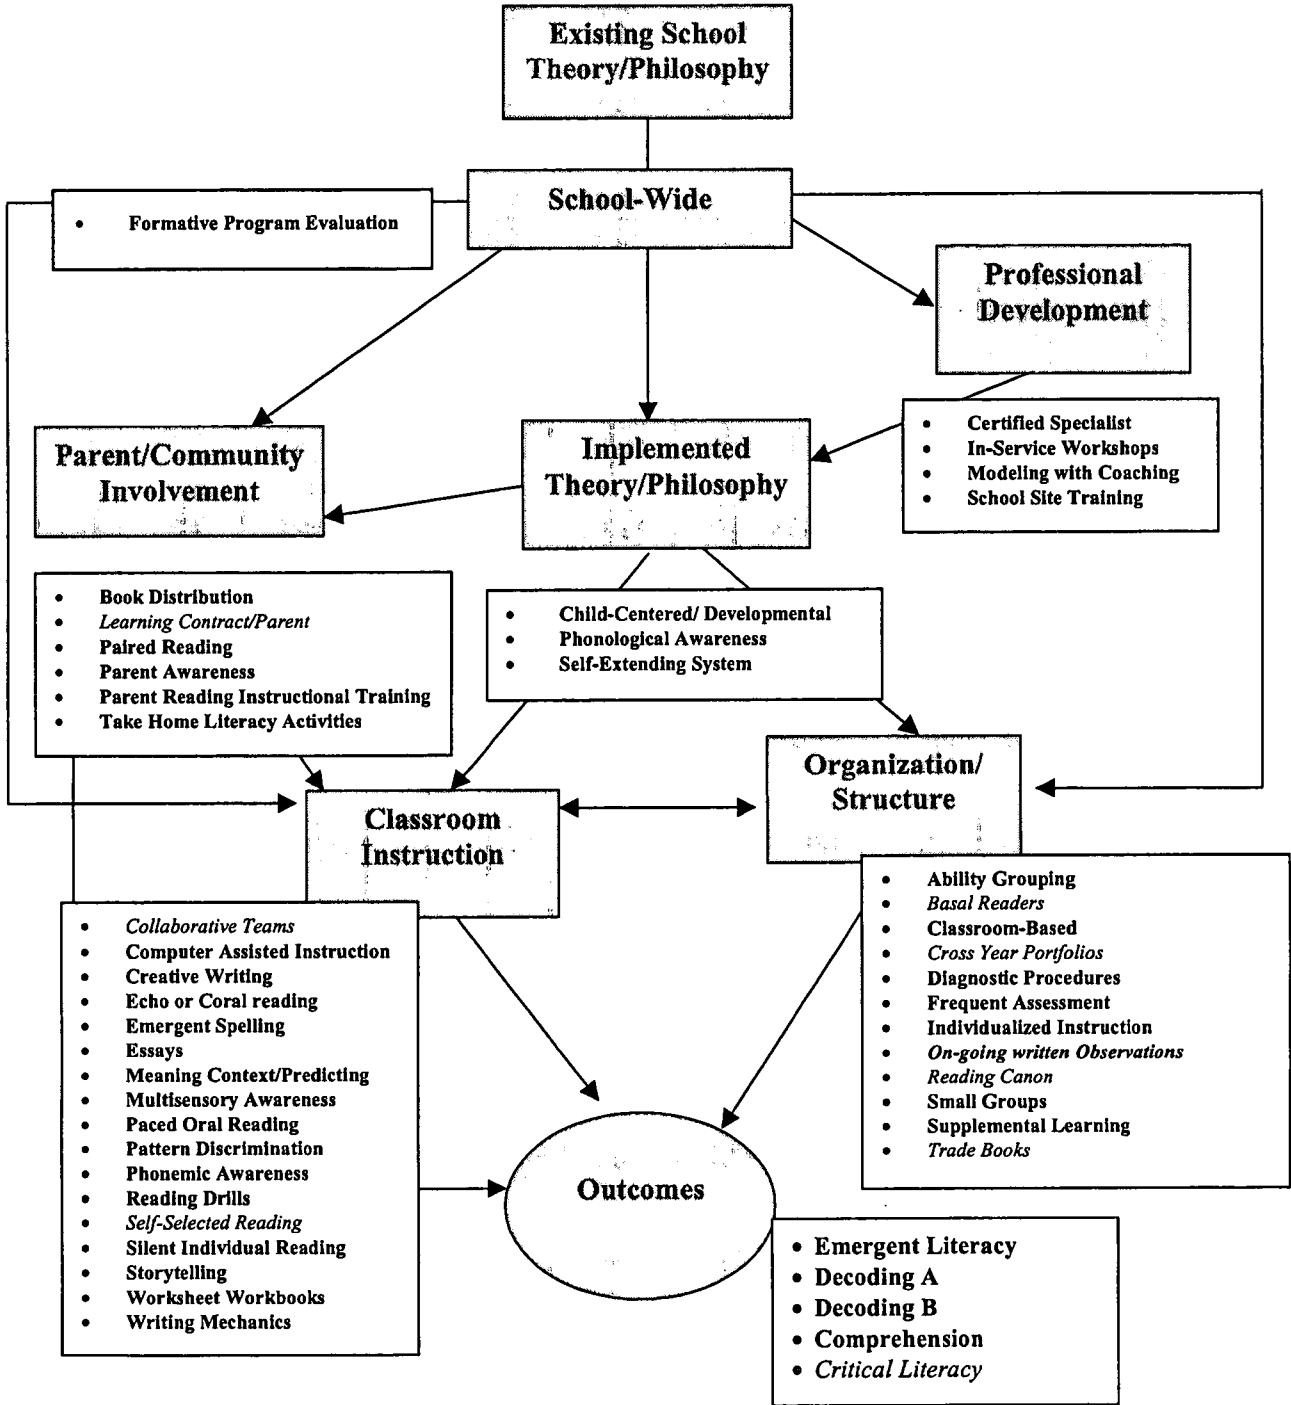 Existing School
Theory/Philosophy
School-Wide
• Formative Program Evaluation
Professional
Development
• Certified Specialist
• In-Service Workshops
• Modeling with Coaching
• School Site Training
Parent/Community
Involvement
Implemented
Theory/Philosophy
• Book Distribution
• Learning Contract/Parent
• Paired Reading
• Parent Awareness
• Parent Reading Instructional Training
• Take Home Literacy Activities
• Child-Centered/ Developmental
• Phonological Awareness
• Self-Extending System
Organization/
Structure
Classroom
Instruction
• Collaborative Teams
• Computer Assisted Instruction
• Creative Writing
• Echo or Coral reading
• Emergent Spelling
• Essays
• Meaning Context/Predicting
• Multisensory Awareness
• Paced Oral Reading
• Pattern Discrimination
• Phonemic Awareness
• Reading Drills
• Self-Selected Reading
• Silent Individual Reading
• Storytelling
• Worksheet Workbooks
• Writing Mechanics
• Ability Grouping
• Basal Readers
• Classroom-Based
• Cross Year Portfolios
• Diagnostic Procedures
• Frequent Assessment
• Individualized Instruction
• On-going written Observations
• Reading Canon
• Small Groups
• Supplemental Learning
• Trade Books
Outcomes
• Emergent Literacy
• Decoding A
• Decoding B
• Comprehension
• Critical Literacy